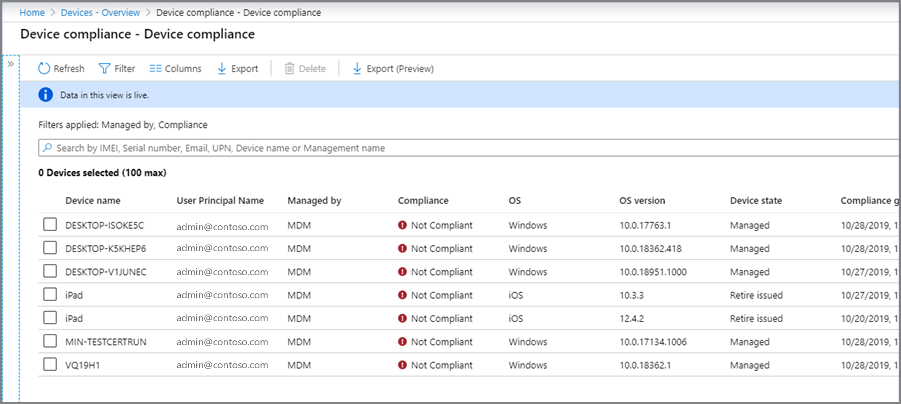 Home > Devices - Overview > Device compliance - Device compliance
Device compliance - Device compliance
» Refresh Filter Columns Export Delete Export (Preview)
Data in this view is live.
Filters applied: Managed by, Compliance
Search by IMEI, Serial number, Email, UPN, Device name or Management name
0 Devices selected (100 max)
Device name User Principal Name Managed by Compliance OS OS version Device state Compliance g
DESKTOP-ISOKE5C admin@contoso.com MDM Not Compliant Windows 10.0.17763.1 Managed 10/28/2019, 1
DESKTOP-K5KHEP6 admin@contoso.com MDM Not Compliant Windows 10.0.18362.418 Managed 10/28/2019, 1
DESKTOP-V1JUNEC admin@contoso.com MDM Not Compliant Windows 10.0.18951.1000 Managed 10/27/2019, 1
iPad admin@contoso.com MDM Not Compliant iOS 10.3.3 Retire issued 10/27/2019, 1
iPad admin@contoso.com MDM Not Compliant iOS 12.4.2 Retire issued 10/20/2019, 1
MIN-TESTCERTRUN admin@contoso.com MDM Not Compliant Windows 10.0.17134.1006 Managed 10/28/2019, 1
VQ19H1 admin@contoso.com MDM Not Compliant Windows 10.0.18362.1 Managed 10/28/2019, 1